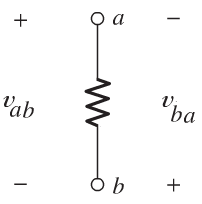 + a −
v_ab v_ba
− b +